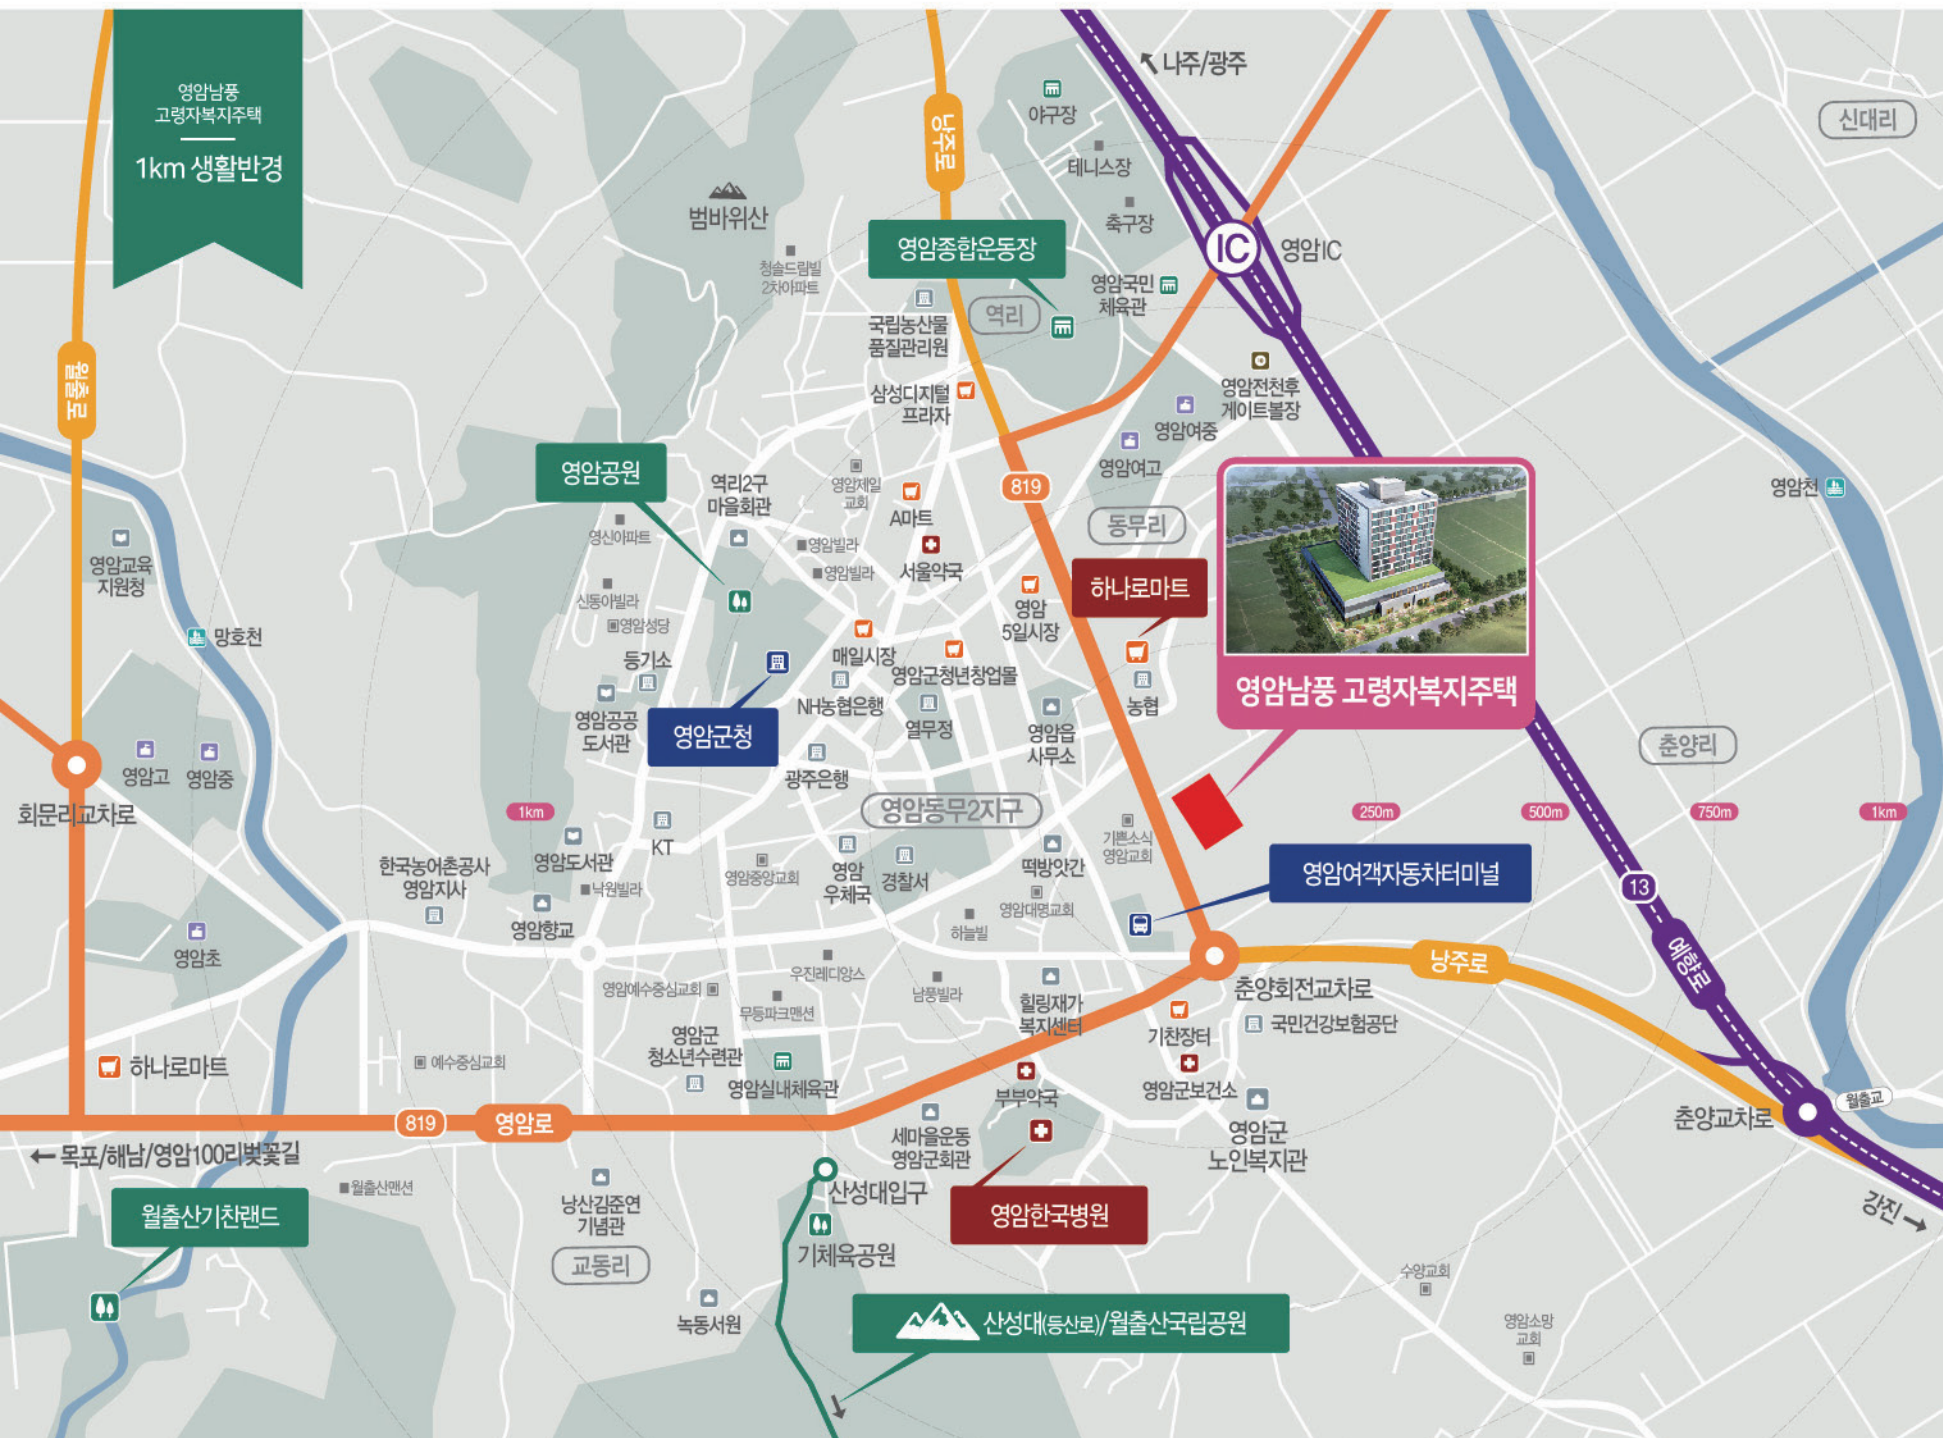 영암남풍
고령자복지주택
1km 생활반경
나주/광주
신대리
야구장
낭주로
테니스장
범바위산
축구장
영암종합운동장
IC
영암IC
청솔드림빌
2차아파트
영암국민
체육관
역리
국립농산물
품질관리원
월출로
삼성디지털
프라자
영암전천후
게이트볼장
영암여중
영암여고
영암공원
역리2구
마을회관
영암제일
교회
A마트
819
영암천
동무리
영신아파트
영암빌라
영암빌라
서울약국
영암교육
지원청
하나로마트
신동아빌라
영암성당
영암
5일시장
망호천
등기소
매일시장
영암군청년창업몰
영암남풍 고령자복지주택
NH농협은행
농협
영암공공
도서관
영암군청
열무정
영암읍
사무소
춘양리
영암고
영암중
광주은행
회문리교차로
1km
영암동무2지구
250m
500m
750m
1km
KT
기쁜소식
영암교회
영암도서관
한국농어촌공사
영암지사
영암중앙교회
영암
우체국
경찰서
떡방앗간
낙원빌라
영암여객자동차터미널
13
영암대명교회
영암향교
하늘빌
영암초
예향로
낭주로
우진레디앙스
영암예수중심교회
남풍빌라
춘양회전교차로
무등파크맨션
힐링재가
복지센터
기찬장터
국민건강보험공단
영암군
청소년수련관
하나로마트
예수중심교회
영암실내체육관
부부약국
영암군보건소
월출교
819
영암로
춘양교차로
세마을운동
영암군회관
영암군
노인복지관
목포/해남/영암100리벚꽃길
월출산맨션
산성대입구
낭산김준연
기념관
강진
월출산기찬랜드
영암한국병원
기체육공원
교동리
수양교회
녹동서원
산성대(등산로)/월출산국립공원
영암소망
교회